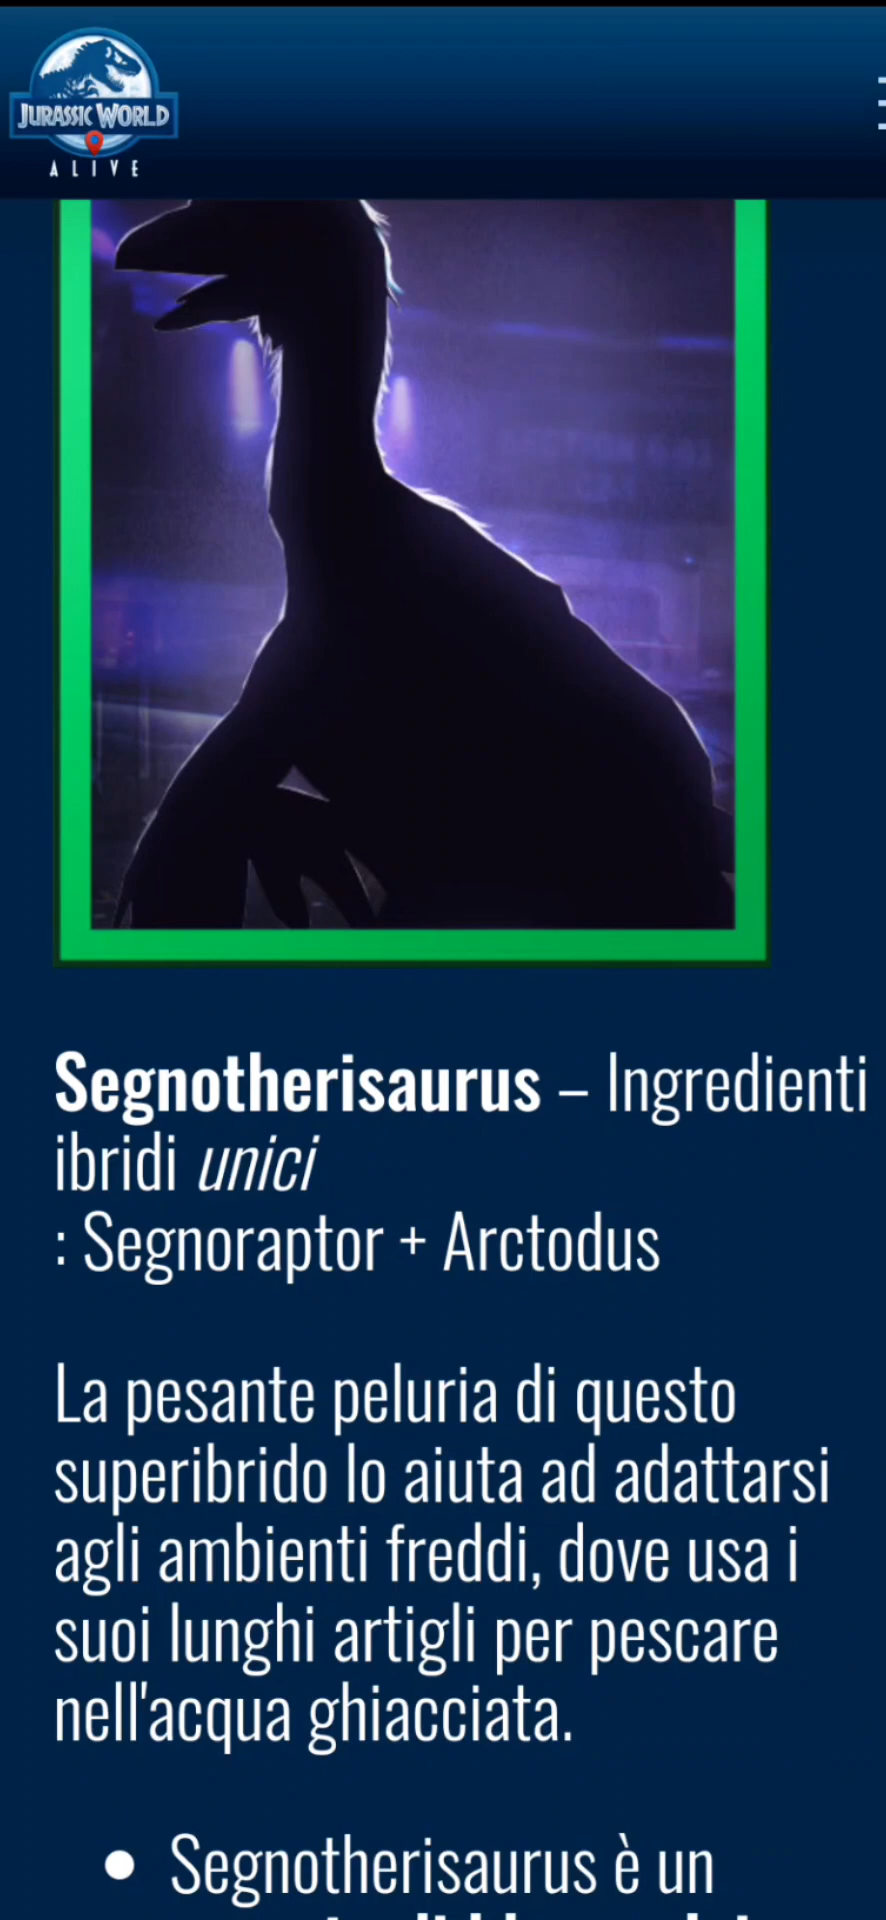 JURASSIC WORLD
ALIVE
Segnotherisaurus – Ingredienti
ibridi unici
: Segnoraptor + Arctodus
La pesante peluria di questo
superibrido lo aiuta ad adattarsi
agli ambienti freddi, dove usa i
suoi lunghi artigli per pescare
nell'acqua ghiacciata.
• Segnotherisaurus è un